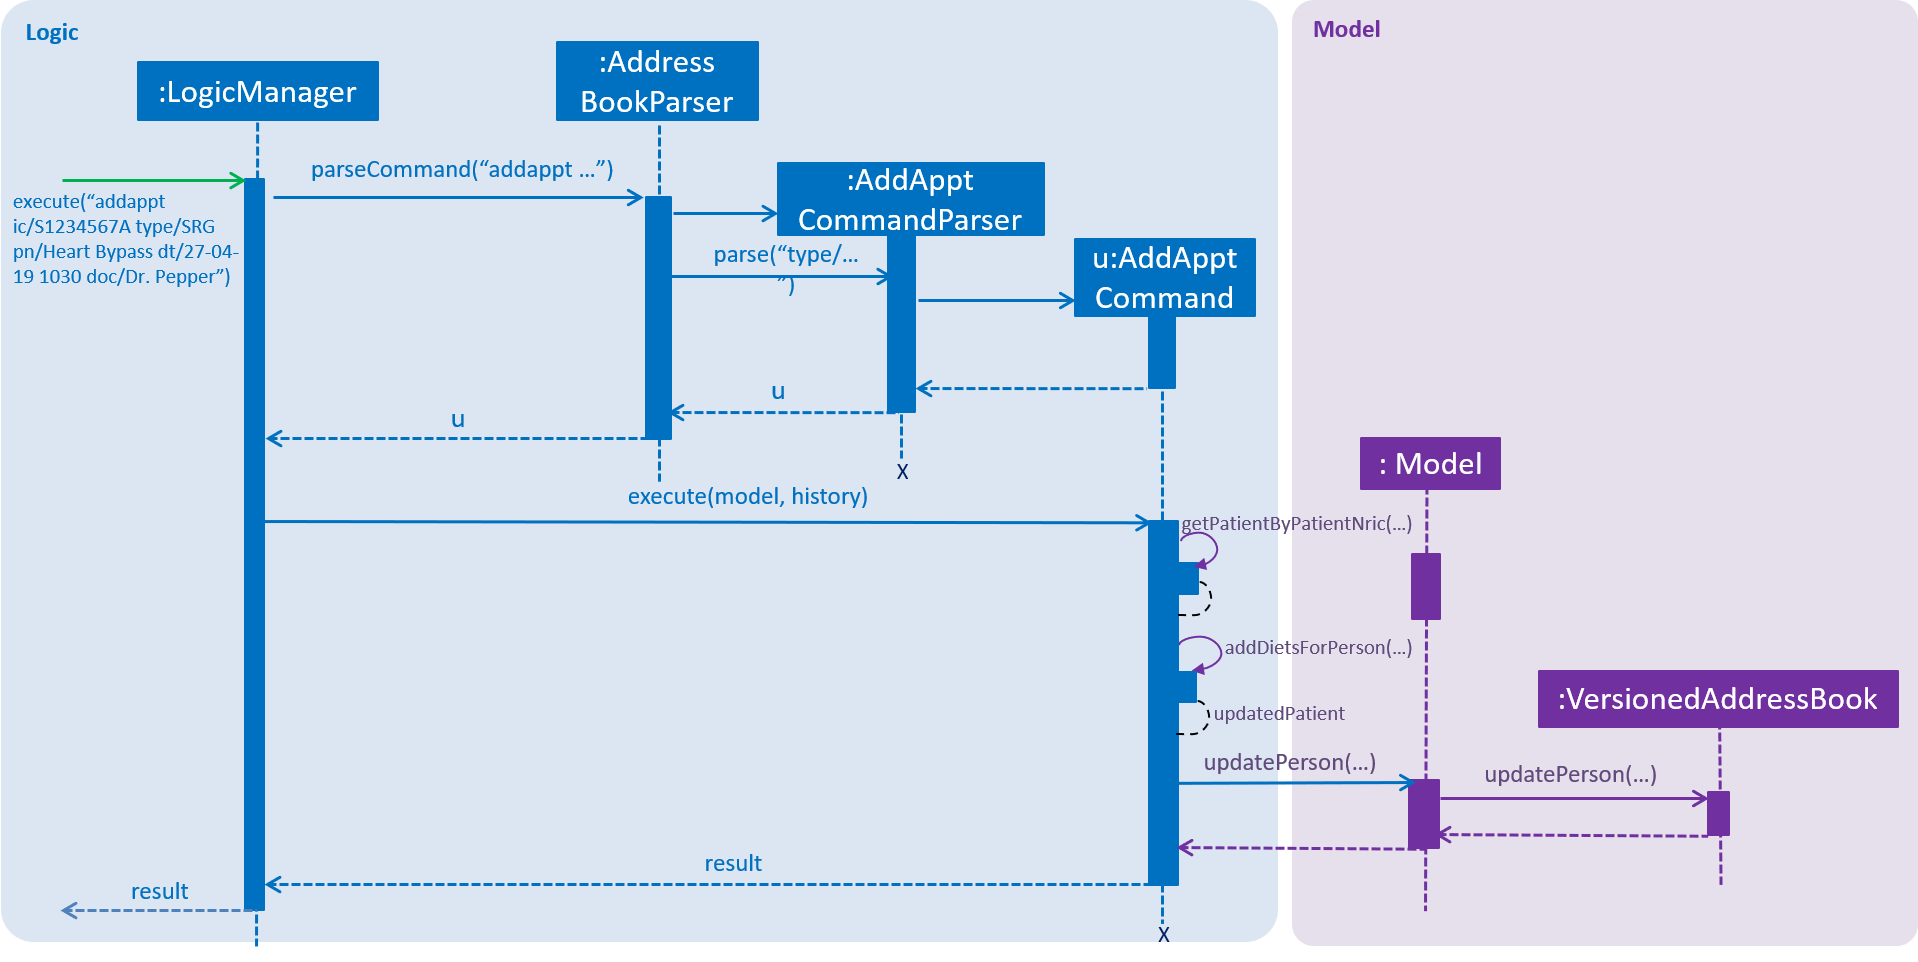 Logic
Model
:LogicManager
:Address
BookParser
parseCommand(“addappt ...”)
:AddAppt
CommandParser
execute(“addappt
ic/S1234567A type/SRG
pn/Heart Bypass dt/27-04-
19 1030 doc/Dr. Pepper”)
parse(“type/...
”)
u:AddAppt
Command
u
u
X
: Model
execute(model, history)
getPatientByPatientNric(...)
addDietsForPerson(...)
:VersionedAddressBook
updatedPatient
updatePerson(...)
updatePerson(...)
result
result
X